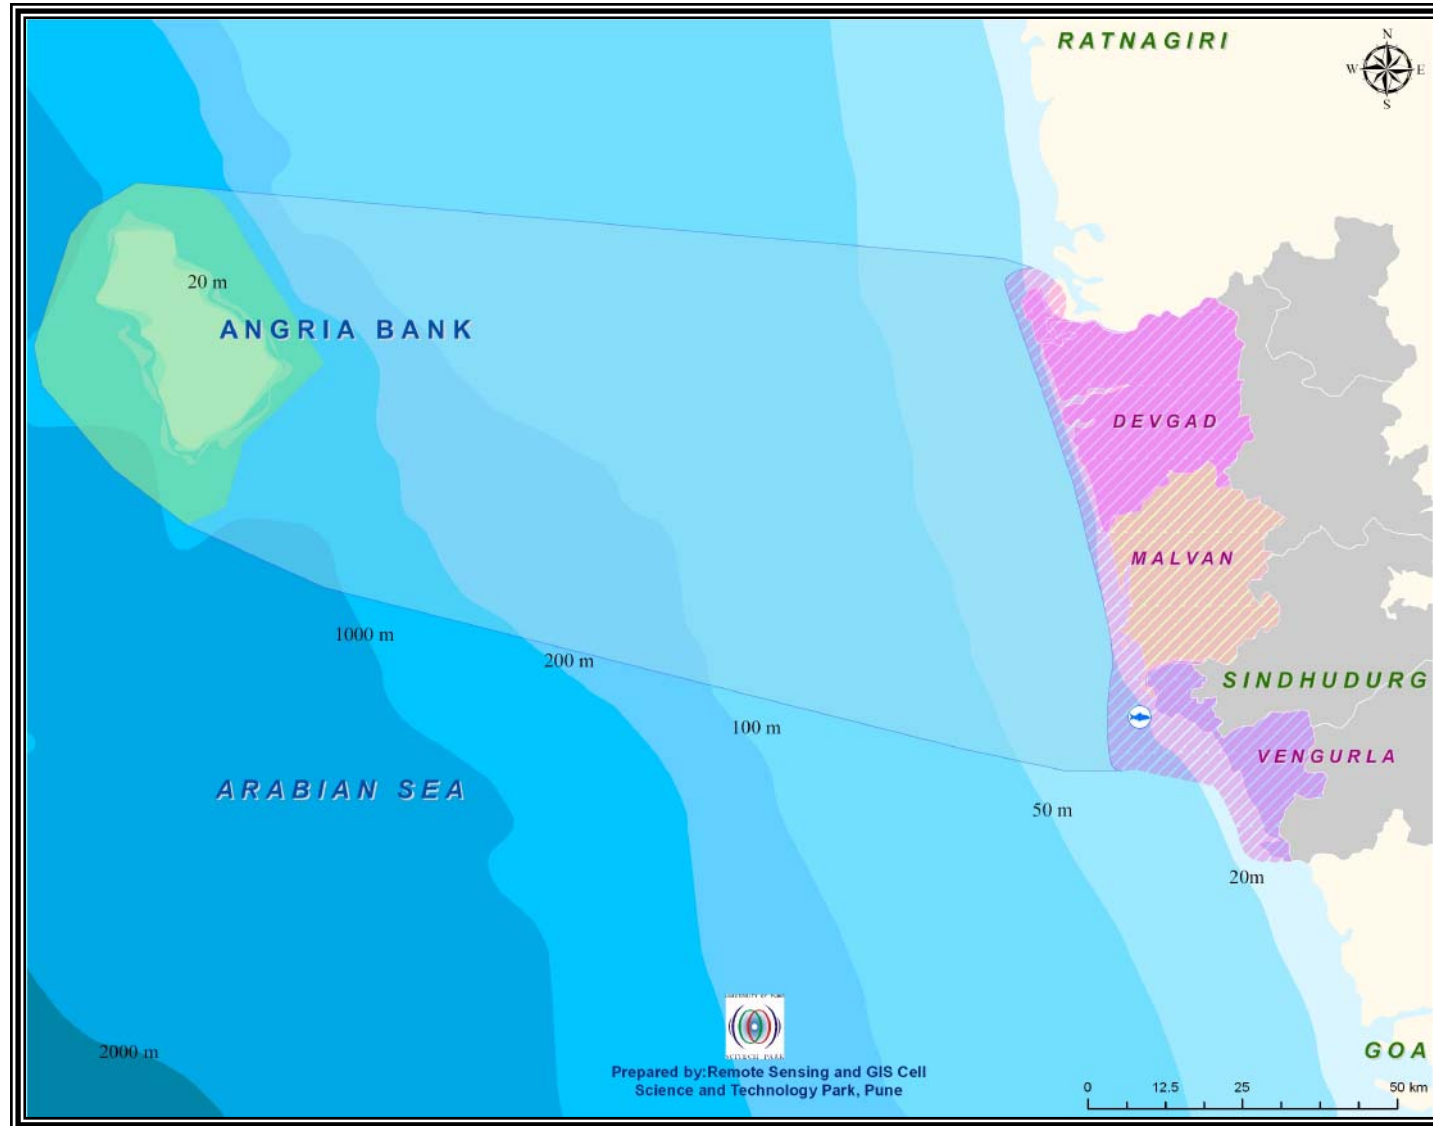 RATNAGIRI
N
W E
S
20 m
ANGRIA BANK
DEVGAD
MALVAN
1000 m
200 m
SINDHUDURG
100 m
VENGURLA
ARABIAN SEA
50 m
20m
2000 m
GOA
Prepared by:Remote Sensing and GIS Cell
Science and Technology Park, Pune
0 12.5 25 50 km